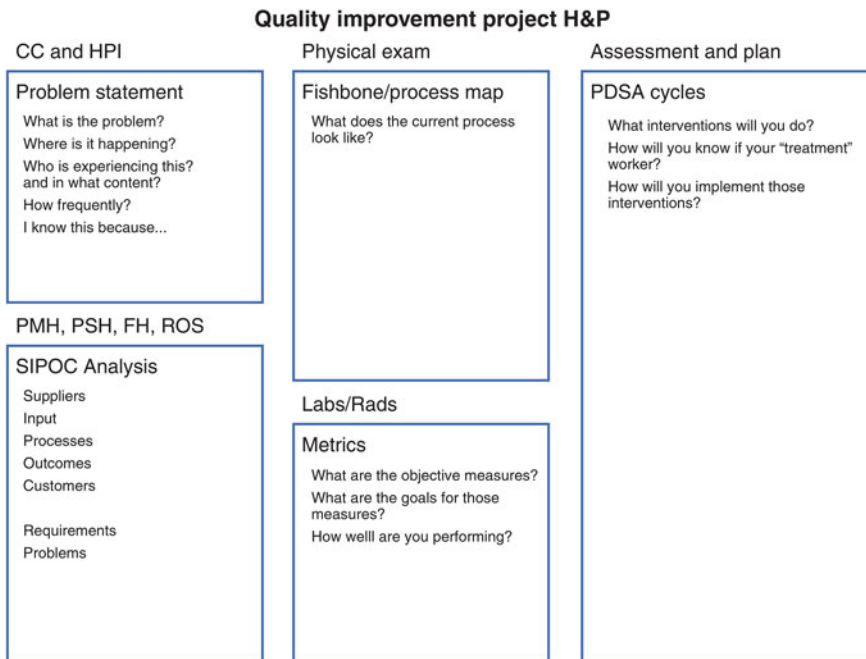 Quality improvement project H&P
CC and HPI
Problem statement
What is the problem?
Where is it happening?
Who is experiencing this?
and in what content?
How frequently?
I know this because...
PMH, PSH, FH, ROS
SIPOC Analysis
Suppliers
Input
Processes
Outcomes
Customers
Requirements
Problems
Physical exam
Fishbone/process map
What does the current process
look like?
Labs/Rads
Metrics
What are the objective measures?
What are the goals for those
measures?
How welll are you performing?
Assessment and plan
PDSA cycles
What interventions will you do?
How will you know if your “treatment”
worker?
How will you implement those
interventions?